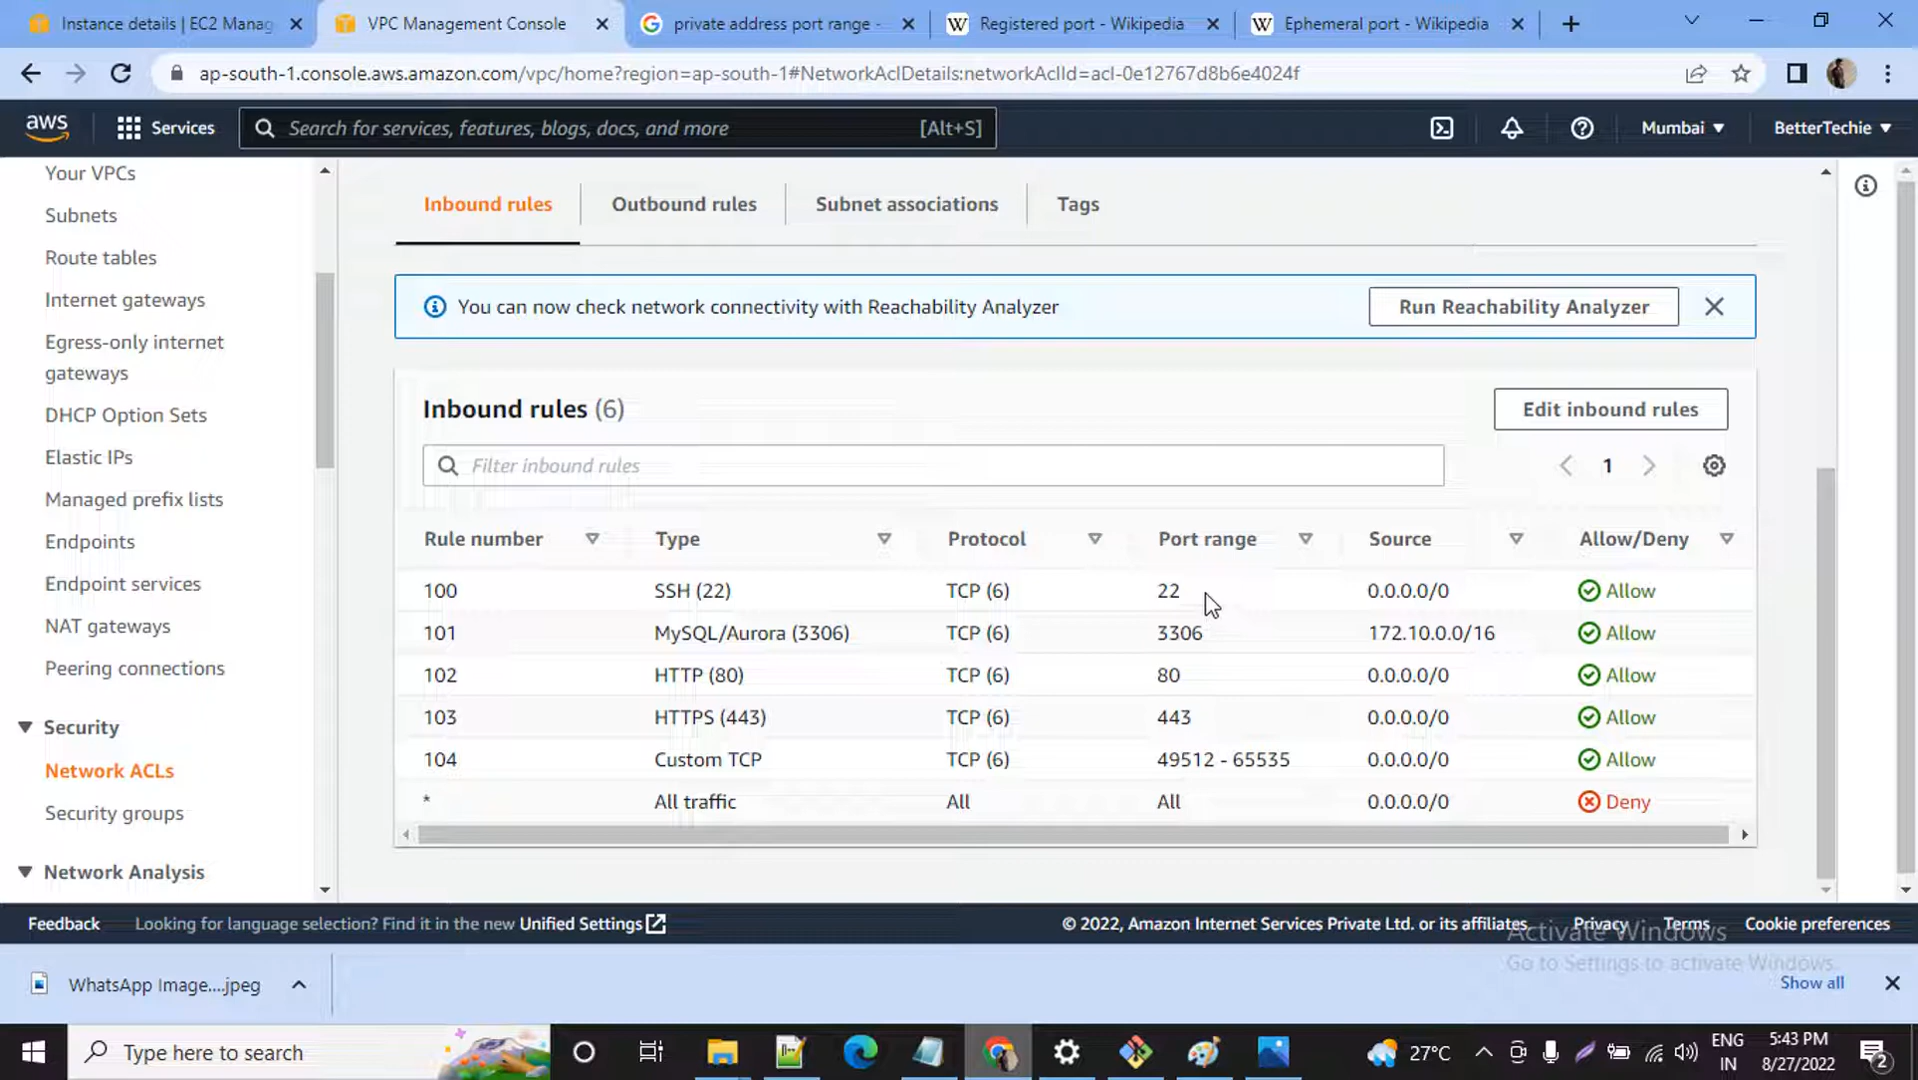 Instance details | EC2 Manag
VPC Management Console
private address port range -
Registered port - Wikipedia
Ephemeral port - Wikipedia
ap-south-1.console.aws.amazon.com/vpc/home?region=ap-south-1#NetworkAclDetails:networkAclId=acl-0e12767d8b6e4024f
aws
Services
Search for services, features, blogs, docs, and more
[Alt+S]
Mumbai
BetterTechie
Your VPCs
Subnets
Route tables
Internet gateways
Egress-only internet
gateways
DHCP Option Sets
Elastic IPs
Managed prefix lists
Endpoints
Endpoint services
NAT gateways
Peering connections
Security
Network ACLs
Security groups
Network Analysis
Inbound rules Outbound rules Subnet associations Tags
You can now check network connectivity with Reachability Analyzer
Run Reachability Analyzer
Inbound rules (6)
Edit inbound rules
Filter inbound rules
1
Rule number Type Protocol Port range Source Allow/Deny
100 SSH (22) TCP (6) 22 0.0.0.0/0 Allow
101 MySQL/Aurora (3306) TCP (6) 3306 172.10.0.0/16 Allow
102 HTTP (80) TCP (6) 80 0.0.0.0/0 Allow
103 HTTPS (443) TCP (6) 443 0.0.0.0/0 Allow
104 Custom TCP TCP (6) 49512 - 65535 0.0.0.0/0 Allow
* All traffic All All 0.0.0.0/0 Deny
Feedback
Looking for language selection? Find it in the new Unified Settings
© 2022, Amazon Internet Services Private Ltd. or its affiliates.
Privacy
Terms
Cookie preferences
Activate Windows
Go to Settings to activate Windows.
WhatsApp Image....jpeg
Show all
Type here to search
27°C
ENG
IN
5:43 PM
8/27/2022
2